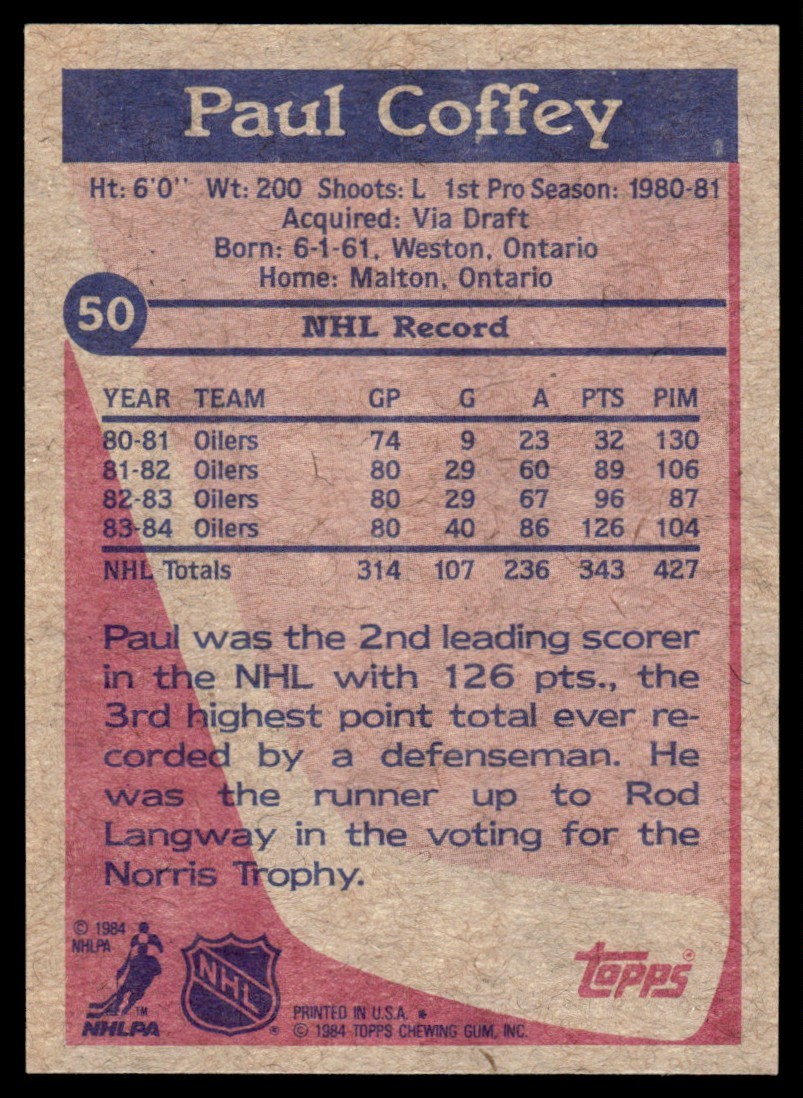 Paul Coffey
Ht: 6'0" Wt: 200 Shoots: L 1st Pro Season: 1980-81
Acquired: Via Draft
Born: 6-1-61, Weston, Ontario
Home: Malton, Ontario
50
NHL Record
YEAR TEAM GP G A PTS PIM
80-81 Oilers 74 9 23 32 130
81-82 Oilers 80 29 60 89 106
82-83 Oilers 80 29 67 96 87
83-84 Oilers 80 40 86 126 104
NHL Totals 314 107 236 343 427
Paul was the 2nd leading scorer
in the NHL with 126 pts., the
3rd highest point total ever re-
corded by a defenseman. He
was the runner up to Rod
Langway in the voting for the
Norris Trophy.
© 1984
NHLPA
TM
NHLPA
NHL
®
PRINTED IN U.S.A. *
© 1984 TOPPS CHEWING GUM, INC.
topps®